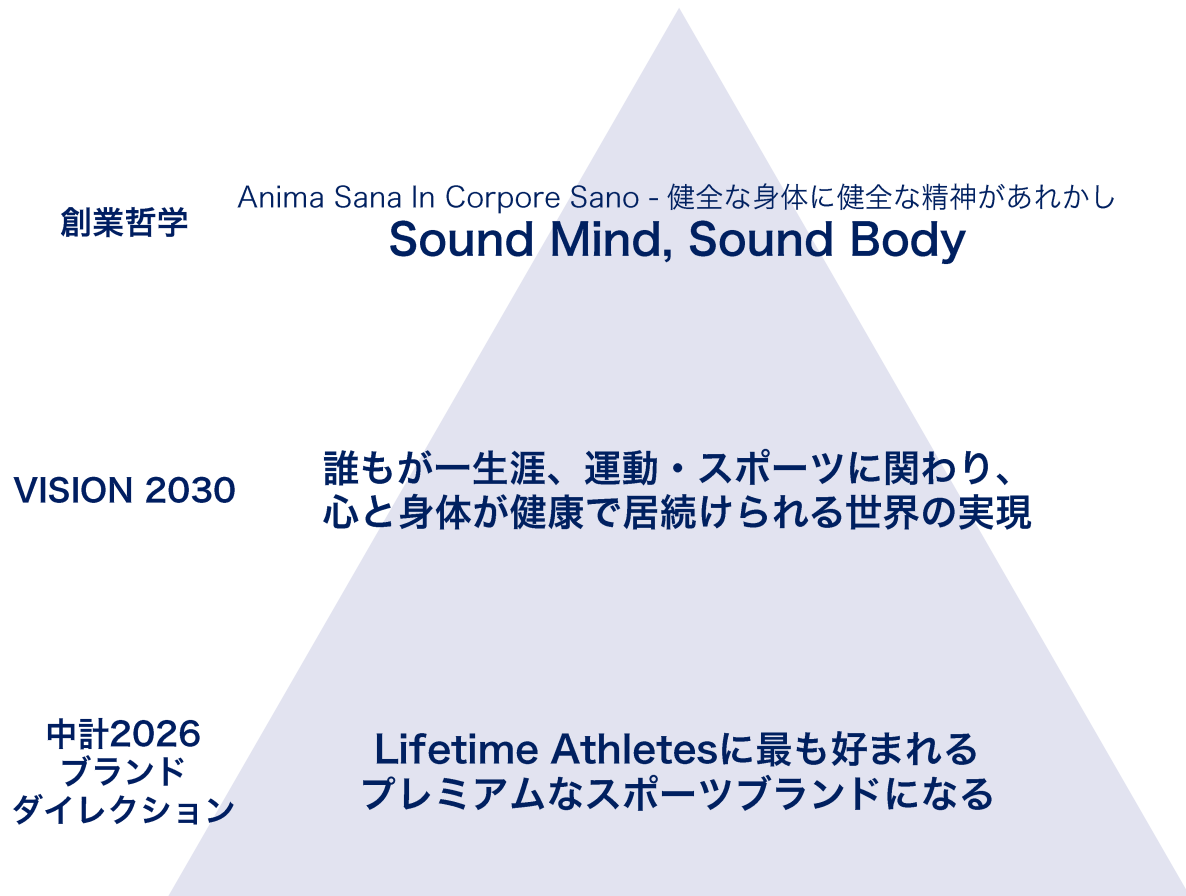 創業哲学
Anima Sana In Corpore Sano - 健全な身体に健全な精神があれかし
Sound Mind, Sound Body
VISION 2030
誰もが一生涯、運動・スポーツに関わり、
心と身体が健康で居続けられる世界の実現
中計2026
ブランド
ダイレクション
Lifetime Athletesに最も好まれる
プレミアムなスポーツブランドになる